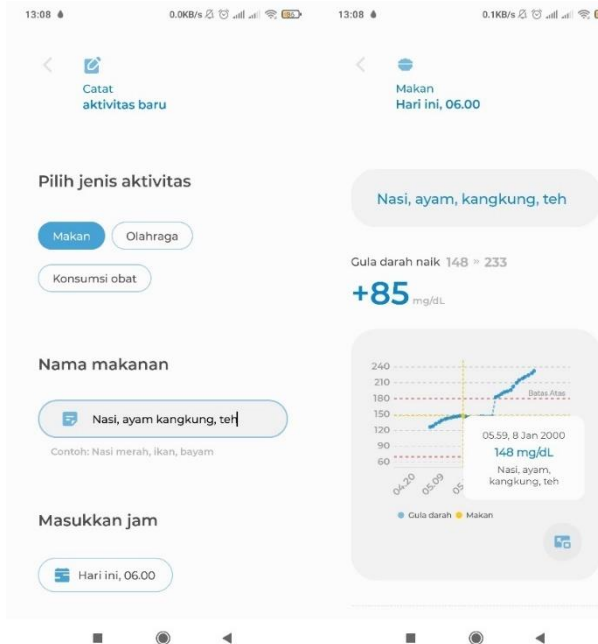 13:08
0.0KB/s
Catat
aktivitas baru
Pilih jenis aktivitas
Makan
Olahraga
Konsumsi obat
Nama makanan
Nasi, ayam kangkung, teh
Contoh: Nasi merah, ikan, bayam
Masukkan jam
Hari ini, 06.00
13:08
0.1KB/s
Makan
Hari ini, 06.00
Nasi, ayam, kangkung, teh
Gula darah naik 148 » 233
+85 mg/dL
240
210
180
Batas Atas
150
120
90
60
05.59, 8 Jan 2000
148 mg/dL
Nasi, ayam,
kangkung, teh
04.20
05.09
Gula darah
Makan